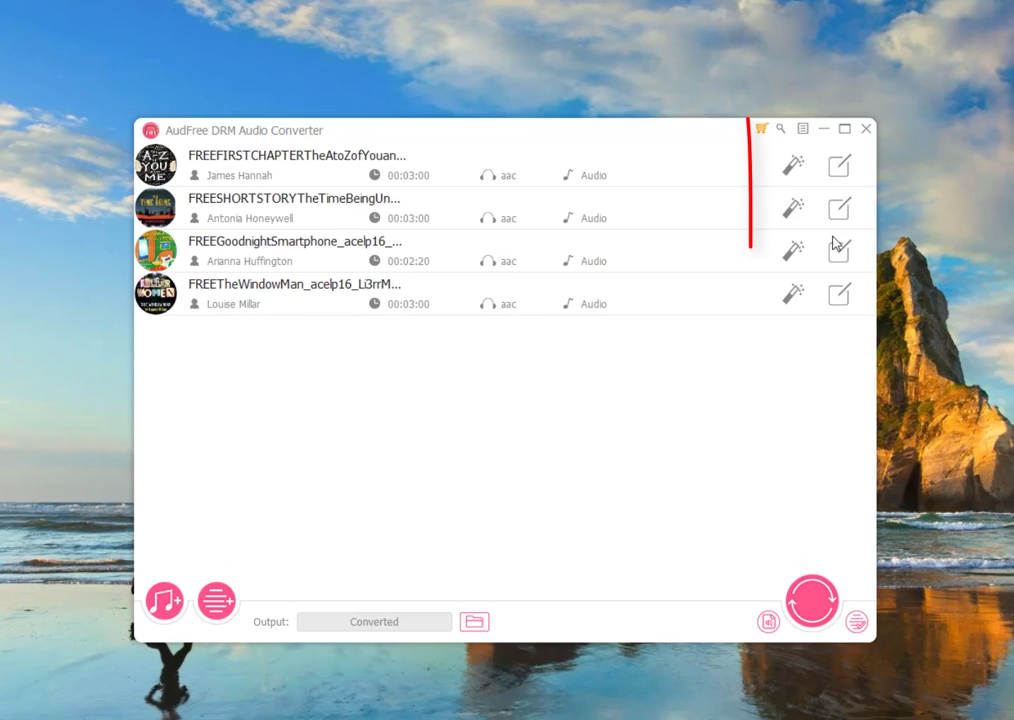 AudFree DRM Audio Converter
FREEFIRSTCHAPTERTheAtoZofYouan...
James Hannah 00:03:00 aac Audio
FREESHORTSTORYTheTimeBeingUn...
Antonia Honeywell 00:03:00 aac Audio
FREEGoodnightSmartphone_acelp16_...
Arianna Huffington 00:02:20 aac Audio
FREETheWindowMan_acelp16_Li3rrM...
Louise Millar 00:03:00 aac Audio
Output: Converted